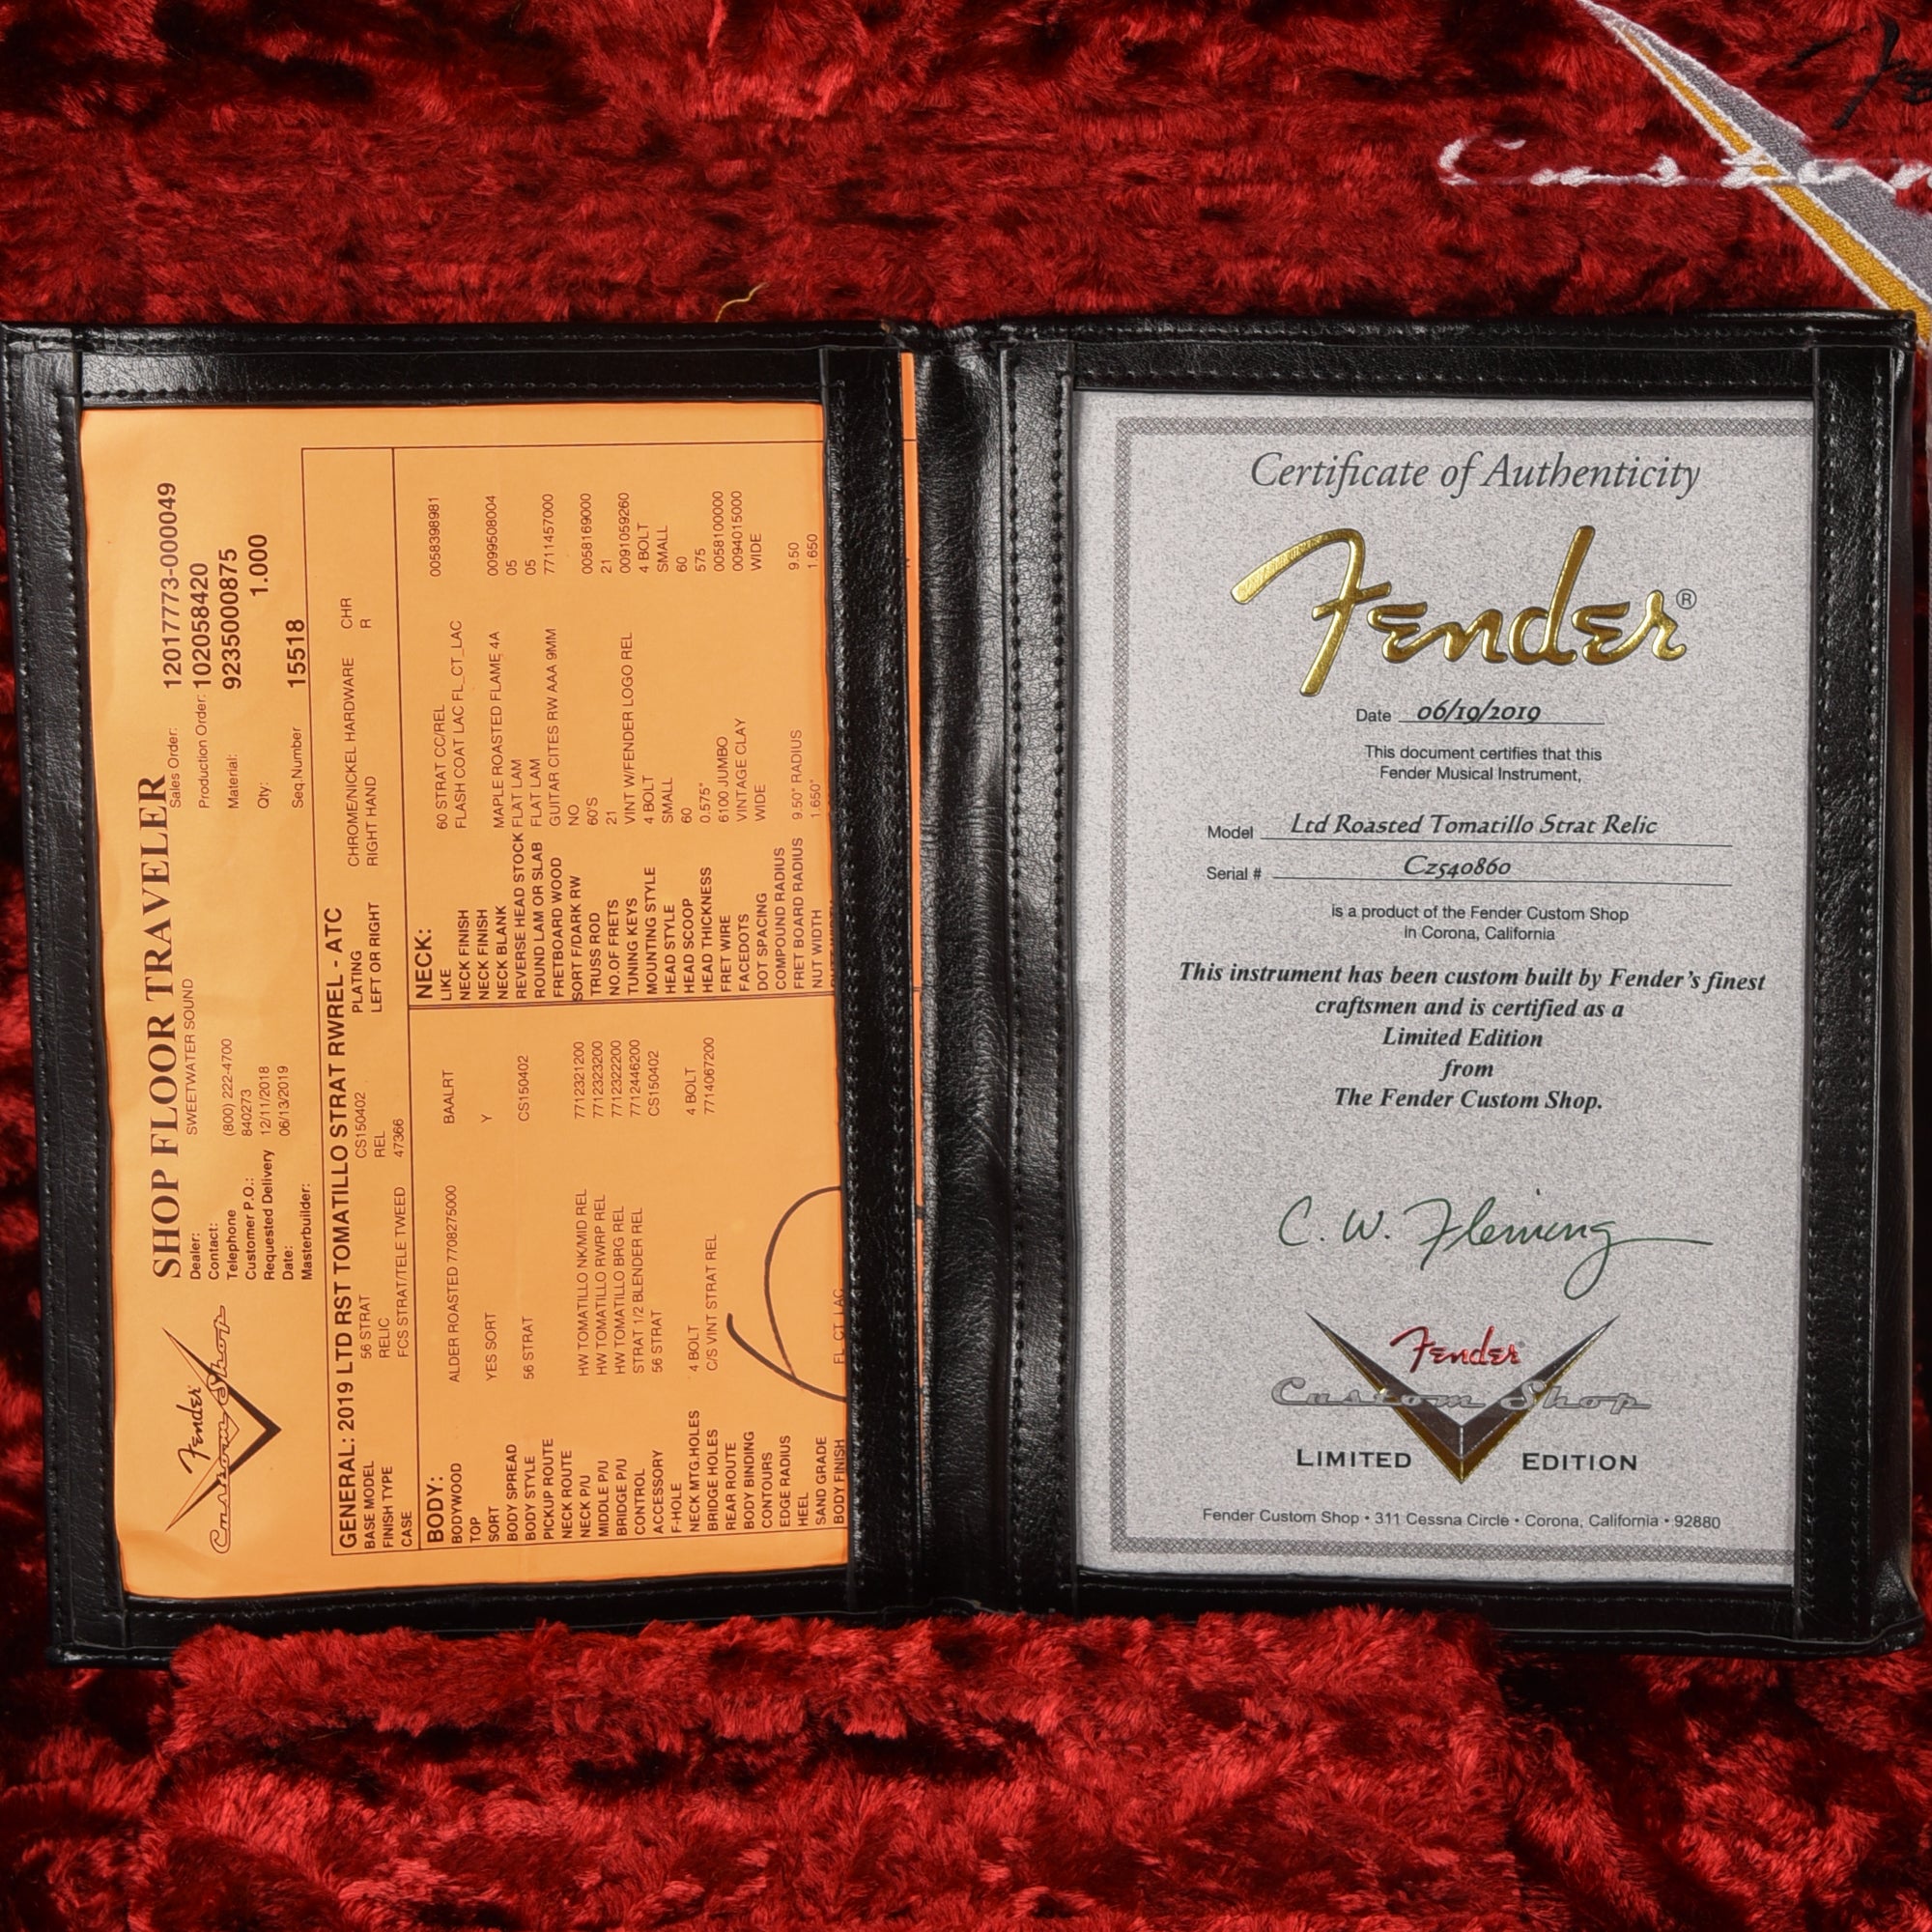 Custom
SHOP FLOOR TRAVELER
Fender
Custom Shop
Dealer: SWEETWATER SOUND
Contact:
Telephone (800) 222-4700
Customer P.O.: 840273
Requested Delivery 12/11/2018
Date: 06/13/2019
Masterbuilder:
Sales Order: 12017773-000049
Production Order: 102058420
Material: 9235000875
Qty: 1.000
Seq.Number 15518
GENERAL: 2019 LTD RST TOMATILLO STRAT RWREL - ATC
BASE MODEL 56 STRAT CS150402 PLATING CHROME/NICKEL HARDWARE CHR
FINISH TYPE RELIC REL LEFT OR RIGHT RIGHT HAND R
CASE FCS STRAT/TELE TWEED 47366
BODY:
BODYWOOD ALDER ROASTED 7708275000 BAALRT
TOP
SORT YES SORT Y
BODY SPREAD
BODY STYLE 56 STRAT CS150402
PICKUP ROUTE
NECK ROUTE
NECK P/U HW TOMATILLO NK/MID REL 7712321200
MIDDLE P/U HW TOMATILLO RWRP REL 7712323200
BRIDGE P/U HW TOMATILLO BRG REL 7712322200
CONTROL STRAT 1/2 BLENDER REL 7712446200
ACCESSORY 56 STRAT CS150402
F-HOLE
NECK MTG.HOLES 4 BOLT 4 BOLT
BRIDGE HOLES C/S VINT STRAT REL 7714067200
REAR ROUTE
BODY BINDING
CONTOURS
EDGE RADIUS
HEEL
SAND GRADE
BODY FINISH FL CT LAC
NECK:
LIKE 60 STRAT CC/REL 0058398981
NECK FINISH FLASH COAT LAC FL_CT_LAC
NECK FINISH
NECK BLANK MAPLE ROASTED FLAME 4A 0099508004
REVERSE HEAD STOCK FLAT LAM 05
ROUND LAM OR SLAB FLAT LAM 05
FRETBOARD WOOD GUITAR CITES RW AAA 9MM 7711457000
SORT F/DARK RW NO
TRUSS ROD 60'S 0058169000
NO.OF FRETS 21 21
TUNING KEYS VINT W/FENDER LOGO REL 0091059260
MOUNTING STYLE 4 BOLT 4 BOLT
HEAD STYLE SMALL SMALL
HEAD SCOOP 60 60
HEAD THICKNESS 0.575" 575
FRET WIRE 6100 JUMBO 0058100000
FACEDOTS VINTAGE CLAY 0094015000
DOT SPACING WIDE WIDE
COMPOUND RADIUS
FRET BOARD RADIUS 9.50" RADIUS 9.50
NUT WIDTH 1.650" 1.650
Certificate of Authenticity
Fender®
Date 06/19/2019
This document certifies that this
Fender Musical Instrument,
Model Ltd Roasted Tomatillo Strat Relic
Serial # CZ540860
is a product of the Fender Custom Shop
in Corona, California
This instrument has been custom built by Fender's finest
craftsmen and is certified as a
Limited Edition
from
The Fender Custom Shop.
C. W. Fleming
Fender
Custom Shop
LIMITED EDITION
Fender Custom Shop • 311 Cessna Circle • Corona, California • 92880